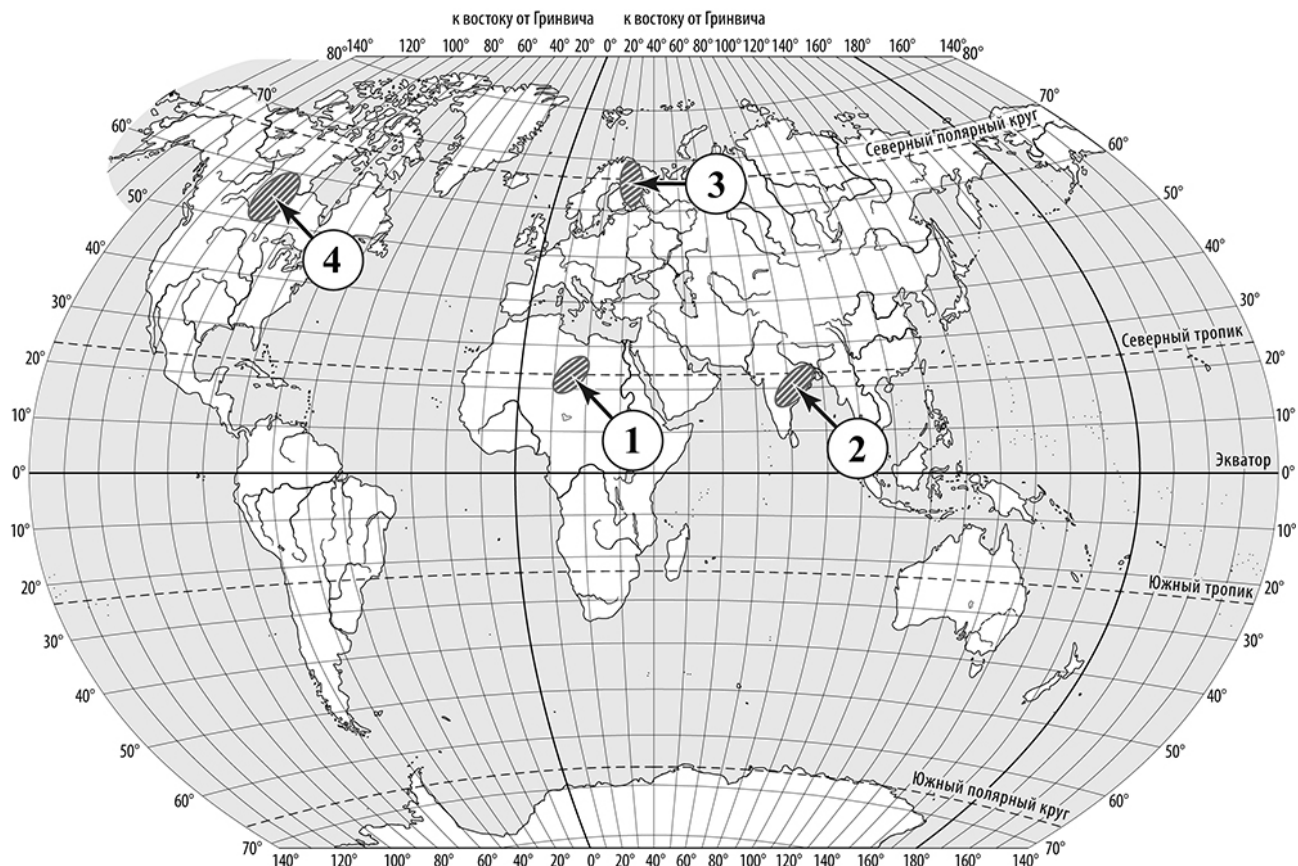 к востоку от Гринвича к востоку от Гринвича
80° 140° 120° 100° 80° 60° 40° 20° 0° 20° 40° 60° 80° 100° 120° 140° 160° 180° 160° 140° 80°
70° 70°
60° Северный полярный круг 60°
3
50° 50°
40° 4 40°
30° 30°
Северный тропик
20° 20°
10° 1 2 10°
0° Экватор 0°
10° 10°
20° Южный тропик 20°
30° 30°
40° 40°
50° 50°
60° Южный полярный круг 60°
70° 70°
140° 120° 100° 80° 60° 40° 20° 0° 20° 40° 60° 80° 100° 120° 140° 160° 180° 160° 140°